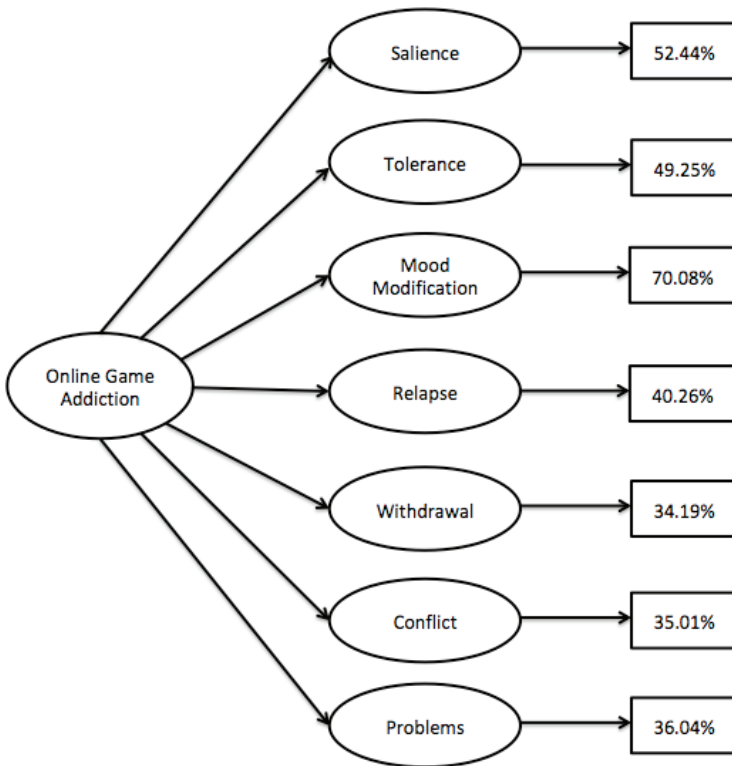 Salience
52.44%
Tolerance
49.25%
Mood
Modification
70.08%
Online Game
Addiction
Relapse
40.26%
Withdrawal
34.19%
Conflict
35.01%
Problems
36.04%